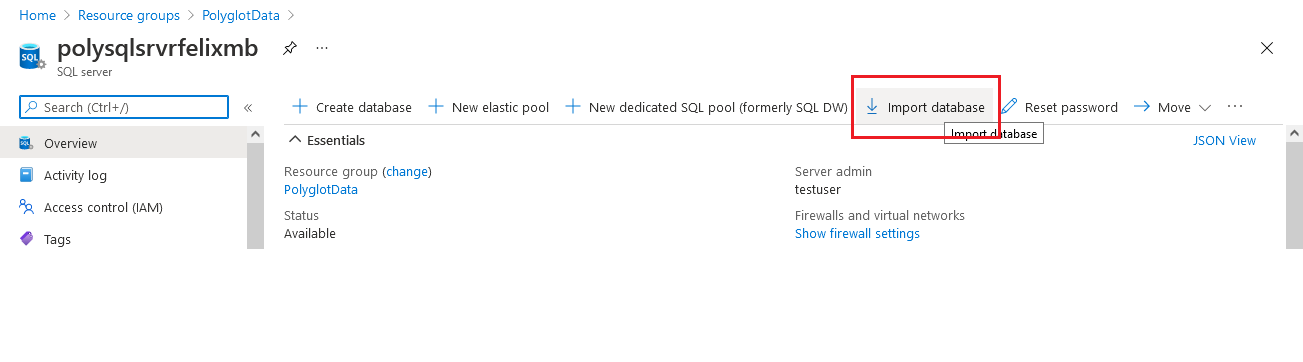 Home > Resource groups > PolyglotData >
polysqlsrvrfelixmb
SQL
SQL server
Search (Ctrl+/)
Create database New elastic pool New dedicated SQL pool (formerly SQL DW) Import database Reset password Move
Import database
Overview
Essentials JSON View
Activity log
Resource group (change) Server admin
PolyglotData testuser
Access control (IAM)
Status Firewalls and virtual networks
Available Show firewall settings
Tags